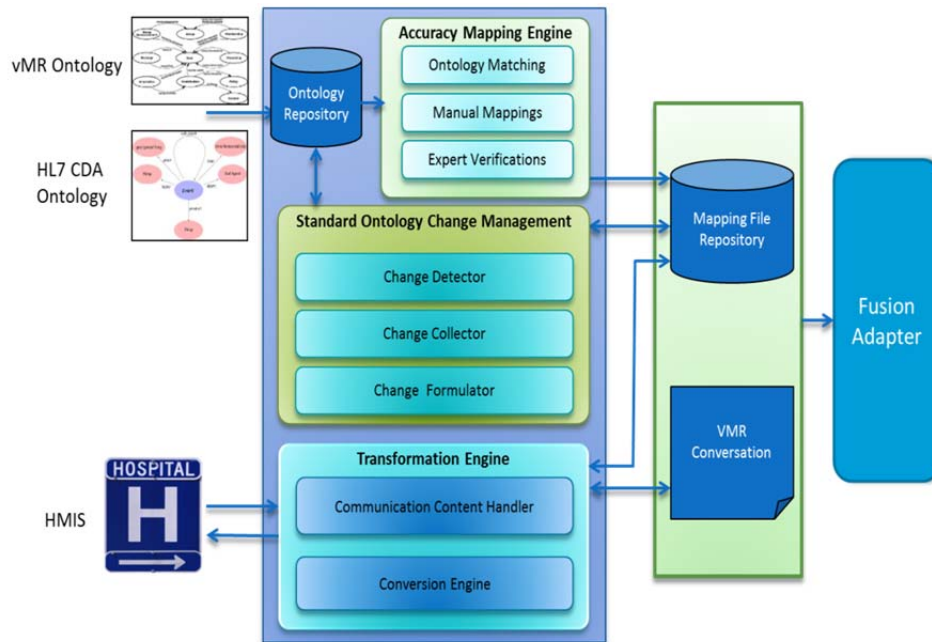 vMR Ontology
HL7 CDA
Ontology
HMIS
HOSPITAL
H
Ontology
Repository
Accuracy Mapping Engine
Ontology Matching
Manual Mappings
Expert Verifications
Standard Ontology Change Management
Change Detector
Change Collector
Change Formulator
Transformation Engine
Communication Content Handler
Conversion Engine
Mapping File
Repository
VMR
Conversation
Fusion
Adapter